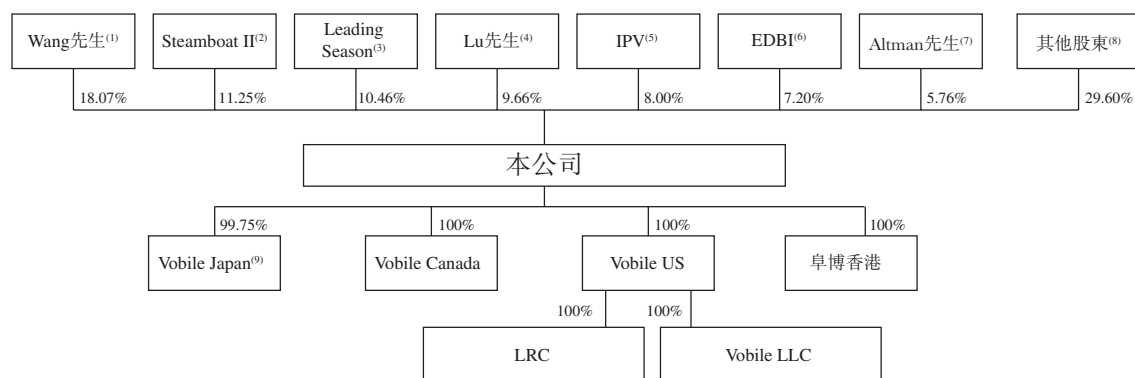 Wang先生(1)
Steamboat II(2)
Leading
Season(3)
Lu先生(4)
IPV(5)
EDBI(6)
Altman先生(7)
其他股東(8)
18.07%
11.25%
10.46%
9.66%
8.00%
7.20%
5.76%
29.60%
本公司
99.75%
100%
100%
100%
Vobile Japan(9)
Vobile Canada
Vobile US
阜博香港
100%
100%
LRC
Vobile LLC